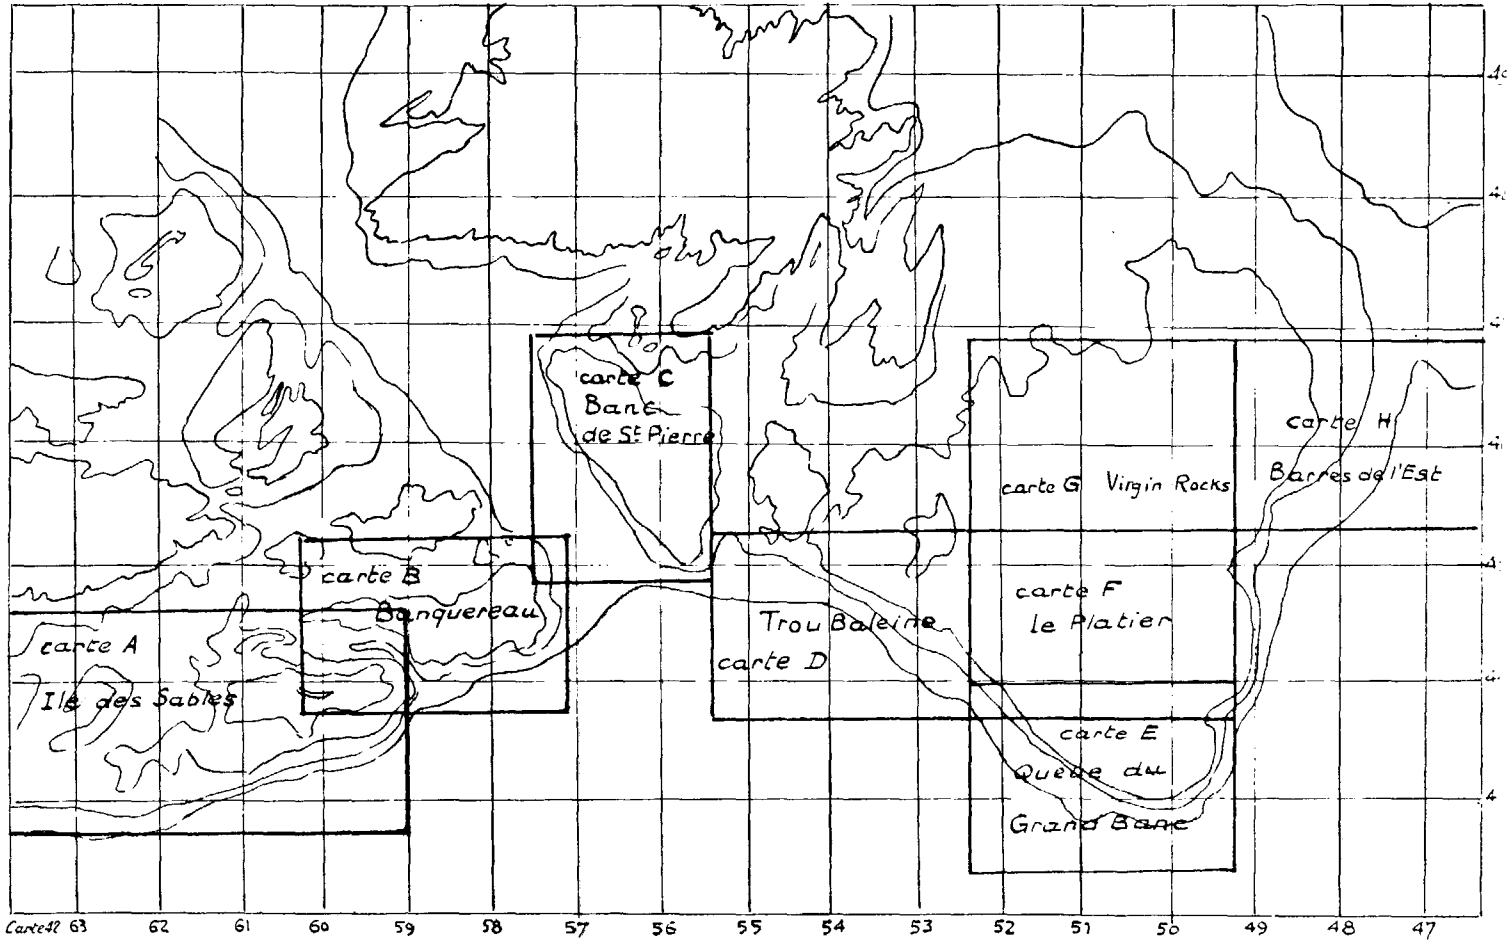 carte C
Banc
de St Pierre
carte H
Barres de l'Est
carte G Virgin Rocks
carte B
Banquereau
carte F
le Platier
Trou Baleine
carte D
carte A
Ile des Sables
carte E
Queue du
Grand Banc
Carte 12 63 62 61 60 59 58 57 56 55 54 53 52 51 50 49 48 47